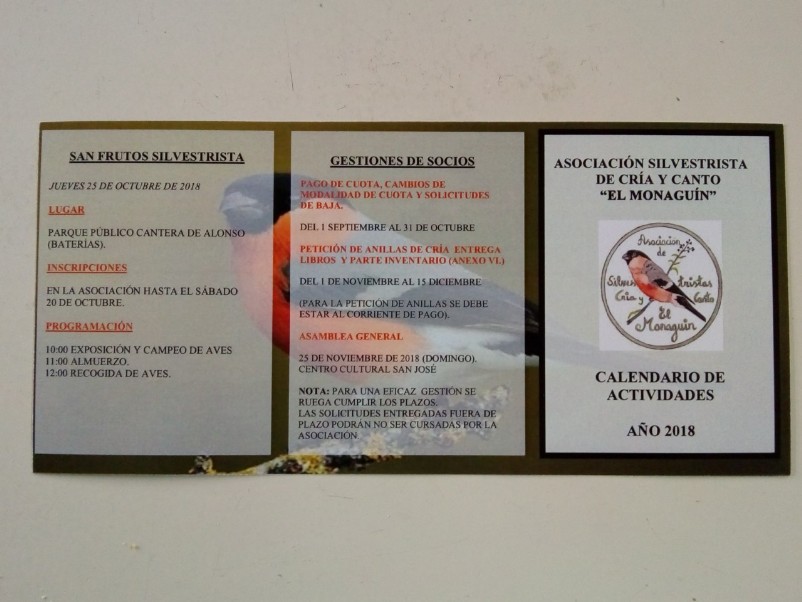 SAN FRUTOS SILVESTRISTA
JUEVES 25 DE OCTUBRE DE 2018
LUGAR
PARQUE PÚBLICO CANTERA DE ALONSO
(BATERÍAS).
INSCRIPCIONES
EN LA ASOCIACIÓN HASTA EL SÁBADO
20 DE OCTUBRE.
PROGRAMACIÓN
10:00 EXPOSICIÓN Y CAMPEO DE AVES
11:00 ALMUERZO.
12:00 RECOGIDA DE AVES.
GESTIONES DE SOCIOS
PAGO DE CUOTA, CAMBIOS DE
MODALIDAD DE CUOTA Y SOLICITUDES
DE BAJA.
DEL 1 SEPTIEMBRE AL 31 DE OCTUBRE
PETICIÓN DE ANILLAS DE CRÍA ENTREGA
LIBROS Y PARTE INVENTARIO (ANEXO VI.)
DEL 1 DE NOVIEMBRE AL 15 DICIEMBRE
(PARA LA PETICIÓN DE ANILLAS SE DEBE
ESTAR AL CORRIENTE DE PAGO).
ASAMBLEA GENERAL
25 DE NOVIEMBRE DE 2018 (DOMINGO).
CENTRO CULTURAL SAN JOSÉ
NOTA: PARA UNA EFICAZ GESTIÓN SE
RUEGA CUMPLIR LOS PLAZOS.
LAS SOLICITUDES ENTREGADAS FUERA DE
PLAZO PODRÁN NO SER CURSADAS POR LA
ASOCIACIÓN
ASOCIACIÓN SILVESTRISTA
DE CRÍA Y CANTO
"EL MONAGUÍN"
Asociacion
de
Silves tristas
Cria y Canto
El
Monaguin
CALENDARIO DE
ACTIVIDADES
AÑO 2018